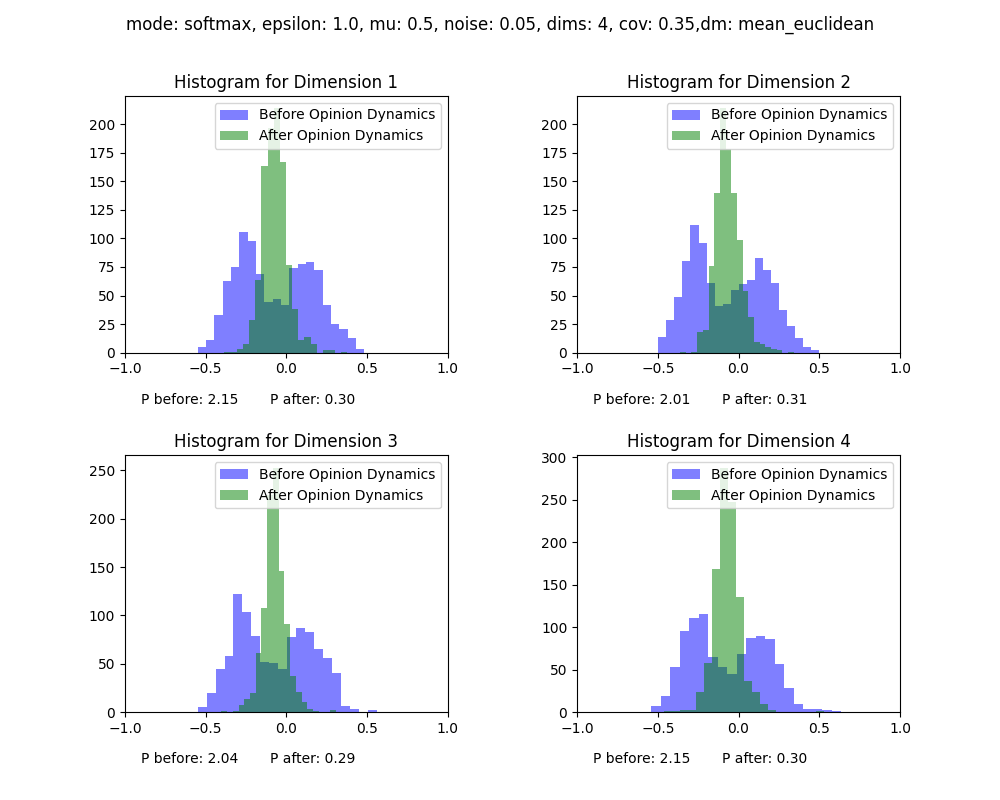 mode: softmax, epsilon: 1.0, mu: 0.5, noise: 0.05, dims: 4, cov: 0.35,dm: mean_euclidean
Histogram for Dimension 1
Before Opinion Dynamics
After Opinion Dynamics
200
175
150
125
100
75
50
25
0
−1.0 −0.5 0.0 0.5 1.0
P before: 2.15 P after: 0.30
Histogram for Dimension 2
Before Opinion Dynamics
After Opinion Dynamics
200
175
150
125
100
75
50
25
0
−1.0 −0.5 0.0 0.5 1.0
P before: 2.01 P after: 0.31
Histogram for Dimension 3
Before Opinion Dynamics
After Opinion Dynamics
250
200
150
100
50
0
−1.0 −0.5 0.0 0.5 1.0
P before: 2.04 P after: 0.29
Histogram for Dimension 4
Before Opinion Dynamics
After Opinion Dynamics
300
250
200
150
100
50
0
−1.0 −0.5 0.0 0.5 1.0
P before: 2.15 P after: 0.30